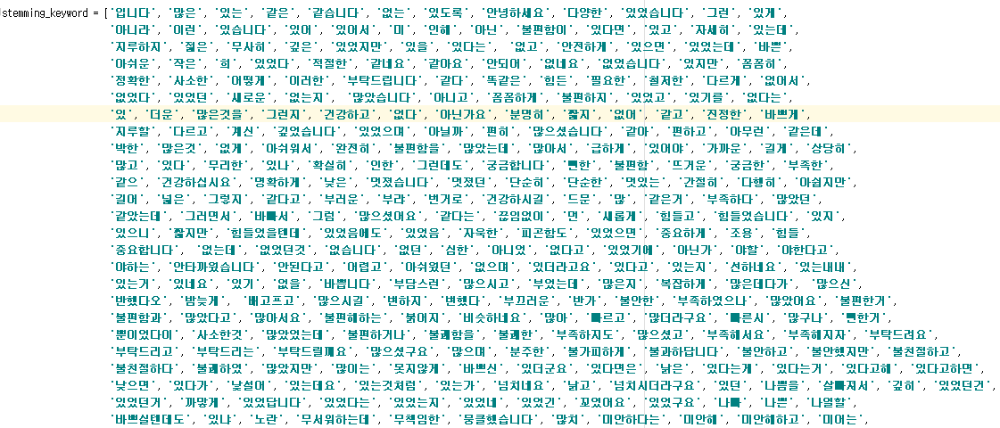 stemming_keyword = ['입니다', '많은', '있는', '같은', '같습니다', '없는', '있도록', '안녕하세요', '다양한', '있었습니다', '그런', '있게',
'아니라', '이런', '있습니다', '있어', '있어서', '미', '인해', '아닌', '불편함이', '있다면', '있고', '자세히', '있는데',
'지루하지', '젊은', '무사히', '깊은', '있었지만', '있을', '있다는', '없고', '안전하게', '있으면', '있었는데', '바쁜',
'아쉬운', '작은', '희', '있었다', '적절한', '같네요', '같아요', '안되어', '없네요', '없었습니다', '있지만', '꼼꼼히',
'정확한', '사소한', '어떻게', '이러한', '부탁드립니다', '같다', '똑같은', '힘든', '필요한', '철저한', '다르게', '없어서',
'없었다', '있었던', '새로운', '없는지', '많았습니다', '아니고', '꼼꼼하게', '불편하지', '있었고', '있기를', '없다는',
'있', '더운', '많은것을', '그런지', '건강하고', '없다', '아닌가요', '분명히', '짧지', '없어', '같고', '진정한', '바쁘게',
'지루할', '다르고', '계신', '깊었습니다', '있었으며', '아닐까', '편히', '많으셨습니다', '같아', '편하고', '아무런', '같은데',
'박한', '많은것', '없게', '아쉬워서', '완전히', '불편함을', '많았는데', '많아서', '급하게', '있어야', '가까운', '길게', '상당히',
'많고', '있다', '무리한', '있나', '확실히', '인한', '그런데도', '궁금합니다', '뻔한', '불편함', '뜨거운', '궁금한', '부족한',
'같으', '건강하십시요', '명확하게', '낮은', '멋졌습니다', '멋졌던', '단순히', '단순한', '멋있는', '간절히', '다행히', '아쉽지만',
'길어', '넓은', '그렇지', '같다고', '부러운', '부라', '번거로', '건강하시길', '드문', '많', '같은거', '부족하다', '많았던',
'같았는데', '그러면서', '바빠서', '그럼', '많으셨어요', '같다는', '끊임없이', '먼', '새롭게', '힘들고', '힘들었습니다', '있지',
'있으니', '짧지만', '힘들었을텐데', '있었음에도', '있었음', '자욱한', '피곤함도', '있었으면', '중요하게', '조용', '힘들',
'중요합니다', '없는데', '없었던것', '없습니다', '없던', '심한', '아니었', '없다고', '있었기에', '아닌가', '야할', '야한다고',
'야하는', '안타까웠습니다', '안된다고', '어렵고', '아쉬웠던', '없으며', '있더라고요', '있다고', '있는지', '선하네요', '있는내내',
'있는거', '있네요', '있기', '없을', '바쁩니다', '부담스런', '많으시고', '부었는데', '많은지', '복잡하게', '많은데다가', '많으신',
'반했다오', '밤늦게', '배고프고', '많으시길', '변하지', '변했다', '부끄러운', '반가', '불안한', '부족하였으나', '많았어요', '불편한거',
'불편함과', '많았다고', '많아서요', '불편해하는', '붉어지', '비슷하네요', '많아', '빠르고', '많더라구요', '빠른시', '많구나', '뻔한거',
'뿐이었다이', '사소한것', '많았었는데', '불편하거나', '불쾌함을', '불쾌한', '부족하지도', '많으셨고', '부족해서요', '부족해지자', '부탁드려요',
'부탁드리고', '부탁드리는', '부탁드릴께요', '많으셨구요', '많으며', '분주한', '불가피하게', '불과하답니다', '불안하고', '불안했지만', '불친절하고',
'불친절하다', '불쾌하였', '많았지만', '많이는', '못지않게', '바쁘신', '있더군요', '있다면은', '낡은', '있다는게', '있다는거', '있다고해', '있다고하면',
'낮으면', '있다가', '낯설어', '있는데요', '있는것처럼', '있는가', '넘치네요', '낡고', '넘치시더라구요', '있던', '나쁨을', '살빠져서', '깊히', '있었던건',
'있었던거', '까맣게', '있었답니다', '있었다는', '있었는지', '있었네', '있었긴', '꼬였어요', '있었구요', '나빠', '나쁜', '나열할',
'바쁘실텐데도', '있냐', '노란', '무서워하는데', '무책임한', '뭉클했습니다', '많치', '미안하다는', '미안해', '미안해하고', '미어는',